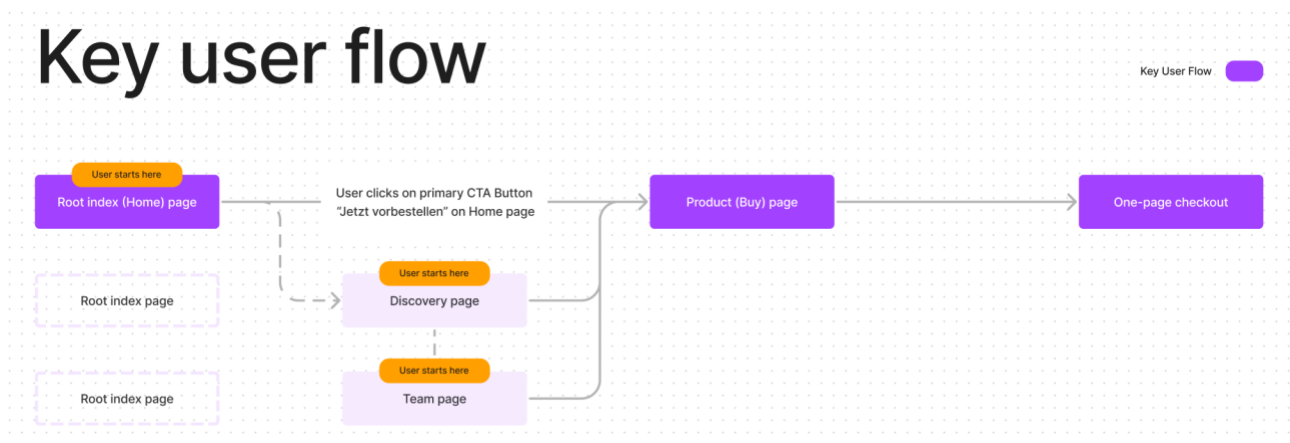 Key user flow
Key User Flow
User starts here
Root index (Home) page
User clicks on primary CTA Button
“Jetzt vorbestellen” on Home page
Product (Buy) page
One-page checkout
Root index page
User starts here
Discovery page
Root index page
User starts here
Team page